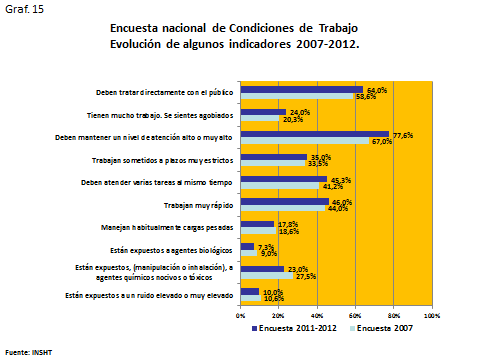 Graf. 15
Encuesta nacional de Condiciones de Trabajo
Evolución de algunos indicadores 2007-2012.
Deben tratar directamente con el público
64,0%
58,6%
Tienen mucho trabajo. Se sientes agobiados
24,0%
20,3%
Deben mantener un nivel de atención alto o muy alto
77,6%
67,0%
Trabajan sometidos a plazos muy estrictos
35,0%
33,5%
Deben atender varias tareas al mismo tiempo
45,3%
41,2%
Trabajan muy rápido
46,0%
44,0%
Manejan habitualmente cargas pesadas
17,8%
18,6%
Están expuestos a agentes biológicos
7,3%
9,0%
Están expuestos, (manipulación o inhalación), a
agentes químicos nocivos o tóxicos
23,0%
27,5%
Están expuestos a un ruido elevado o muy elevado
10,0%
10,6%
0% 20% 40% 60% 80% 100%
Encuesta 2011-2012 Encuesta 2007
Fuente: INSHT